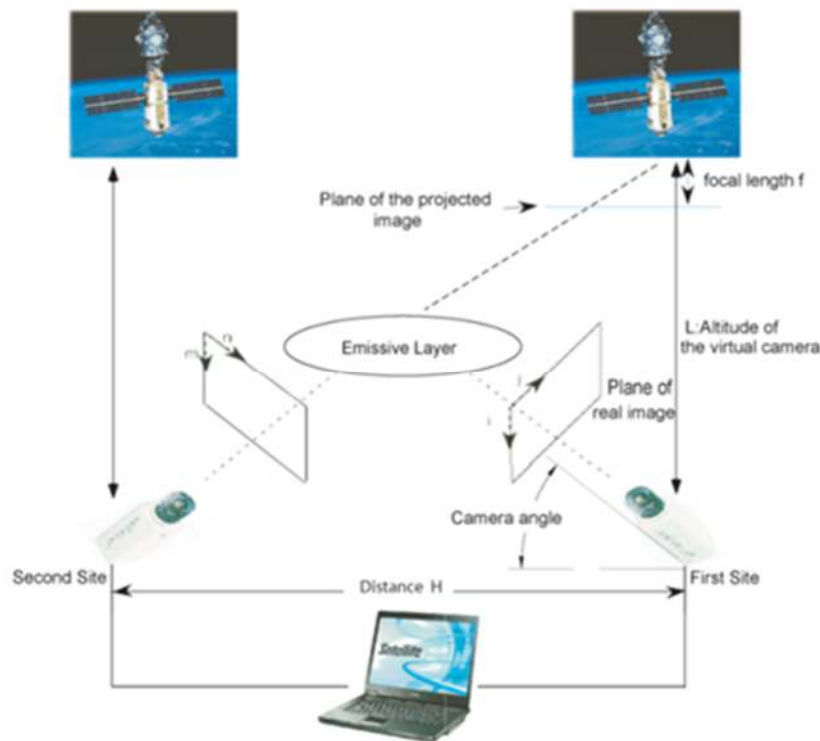 focal length f
Plane of the projected
image
L:Altitude of
the virtual camera
Emissive Layer
m
n
j
i
Plane of
real image
Camera angle
Second Site
First Site
Distance H
Satellite